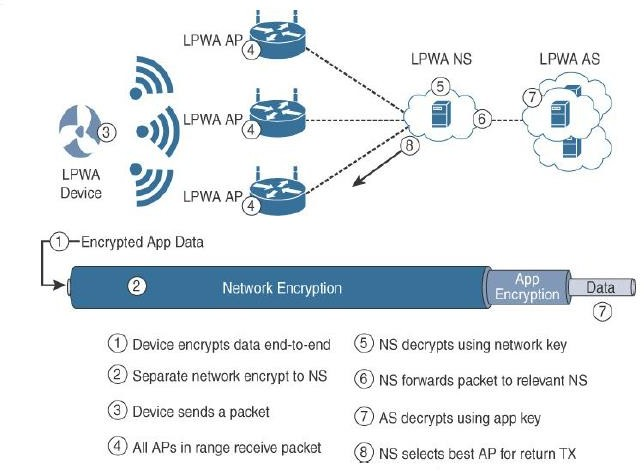 LPWA AP
4
LPWA NS
LPWA AS
5
7
3
LPWA AP
4
6
8
LPWA
Device
LPWA AP
4
1 Encrypted App Data
2
Network Encryption
App
Encryption
Data
7
1 Device encrypts data end-to-end
2 Separate network encrypt to NS
3 Device sends a packet
4 All APs in range receive packet
5 NS decrypts using network key
6 NS forwards packet to relevant NS
7 AS decrypts using app key
8 NS selects best AP for return TX